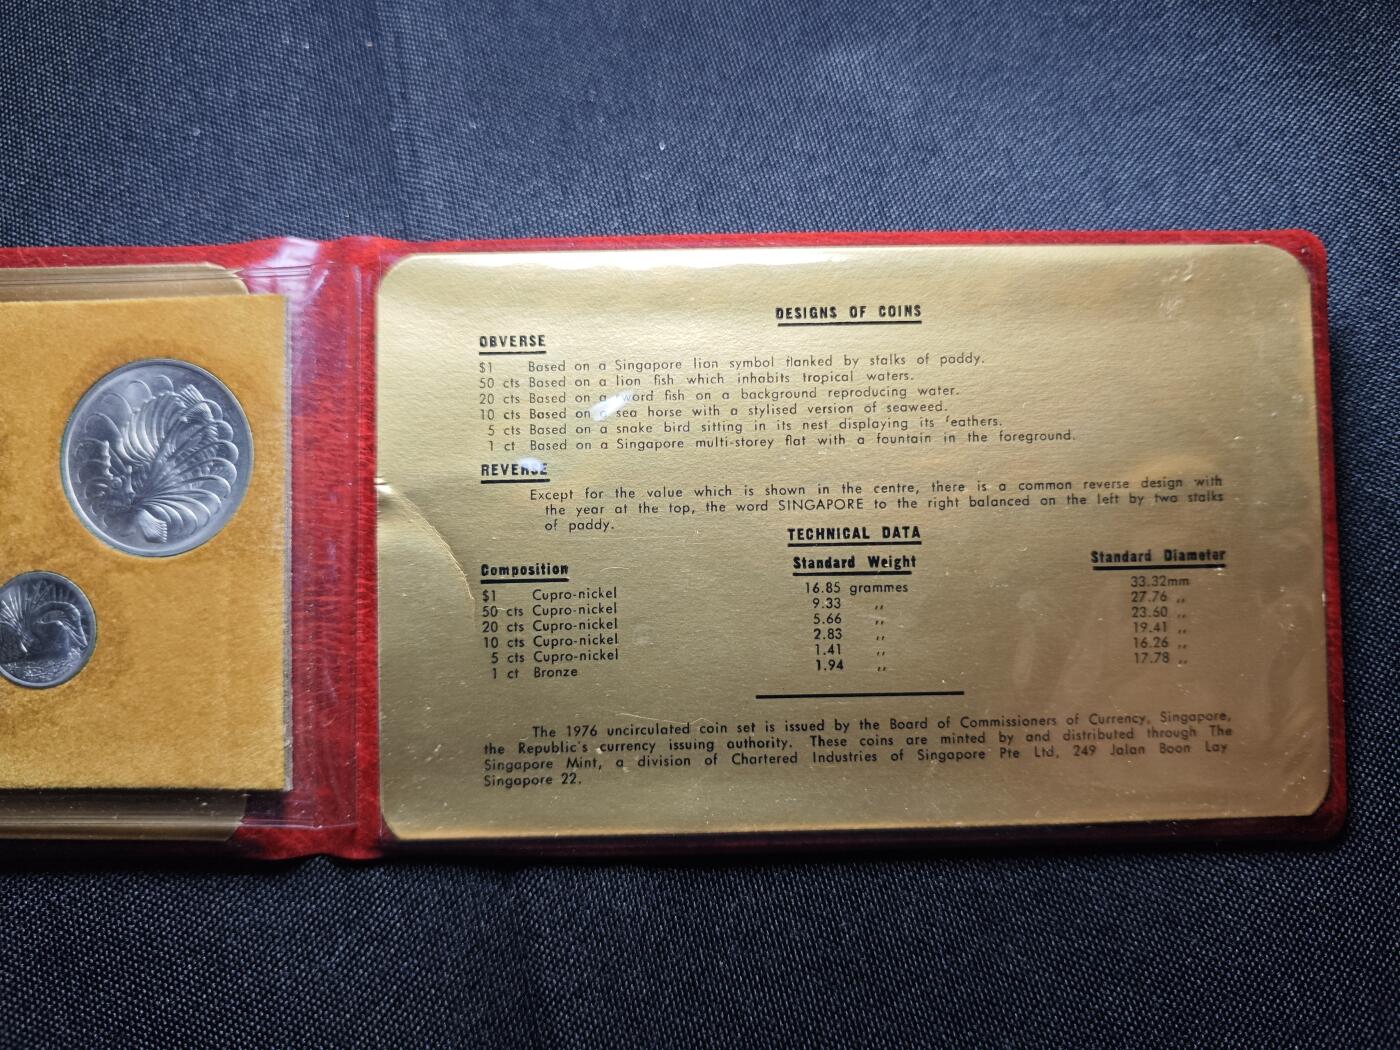 DESIGNS OF COINS
OBVERSE
$1 Based on a Singapore lion symbol flanked by stalks of paddy.
50 cts Based on a lion fish which inhabits tropical waters.
20 cts Based on a sword fish on a background reproducing water.
10 cts Based on a sea horse with a stylised version of seaweed.
5 cts Based on a snake bird sitting in its nest displaying its feathers.
1 ct Based on a Singapore multi-storey flat with a fountain in the foreground.
REVERSE
Except for the value which is shown in the centre, there is a common reverse design with
the year at the top, the word SINGAPORE to the right balanced on the left by two stalks
of paddy.
TECHNICAL DATA
Composition Standard Weight Standard Diameter
$1 Cupro-nickel 16.85 grammes 33.32mm
50 cts Cupro-nickel 9.33 ,, 27.76 ,,
20 cts Cupro-nickel 5.66 ,, 23.60 ,,
10 cts Cupro-nickel 2.83 ,, 19.41 ,,
5 cts Cupro-nickel 1.41 ,, 16.26 ,,
1 ct Bronze 1.94 ,, 17.78 ,,
The 1976 uncirculated coin set is issued by the Board of Commissioners of Currency, Singapore,
the Republic's currency issuing authority. These coins are minted by and distributed through The
Singapore Mint, a division of Chartered Industries of Singapore Pte Ltd, 249 Jalan Boon Lay
Singapore 22.